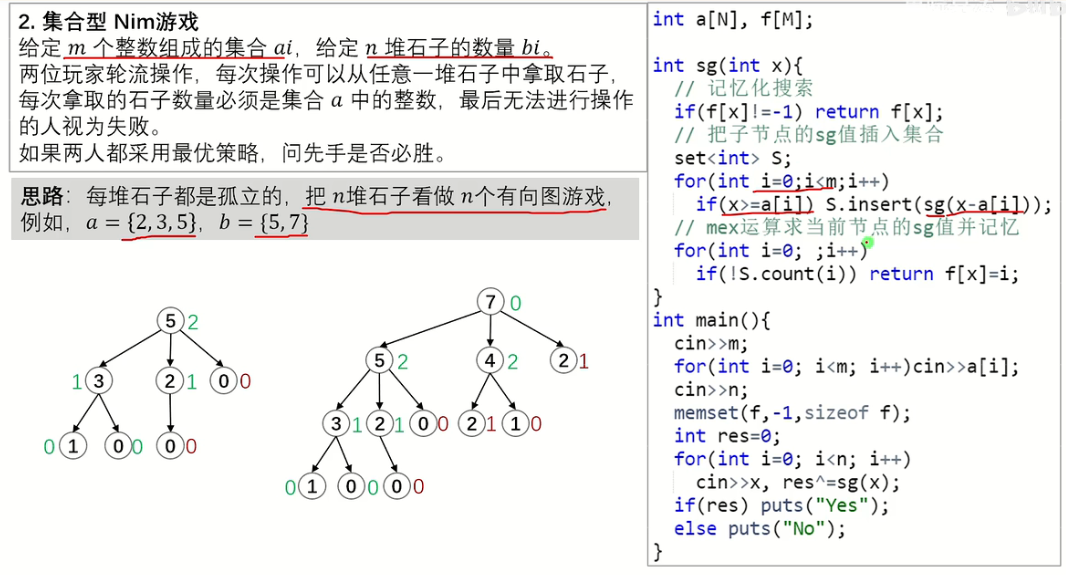 2. 集合型 Nim游戏
给定 m 个整数组成的集合 ai，给定 n 堆石子的数量 bi。
两位玩家轮流操作，每次操作可以从任意一堆石子中拿取石子，
每次拿取的石子数量必须是集合 a 中的整数，最后无法进行操作
的人视为失败。
如果两人都采用最优策略，问先手是否必胜。
思路：每堆石子都是孤立的，把 n堆石子看做 n个有向图游戏，
例如，a = {2,3,5}，b = {5,7}
5 2
1 3 2 1 0 0
0 1 0 0 0 0
7 0
5 2 4 2 2 1
3 1 2 1 0 0 2 1 1 0
0 1 0 0 0 0
int a[N], f[M];
int sg(int x){
// 记忆化搜索
if(f[x]!=-1) return f[x];
// 把子节点的sg值插入集合
set<int> S;
for(int i=0;i<m;i++)
if(x>=a[i]) S.insert(sg(x-a[i]));
// mex运算求当前节点的sg值并记忆
for(int i=0; ;i++)
if(!S.count(i)) return f[x]=i;
}
int main(){
cin>>m;
for(int i=0; i<m; i++)cin>>a[i];
cin>>n;
memset(f,-1,sizeof f);
int res=0;
for(int i=0; i<n; i++)
cin>>x, res^=sg(x);
if(res) puts("Yes");
else puts("No");
}